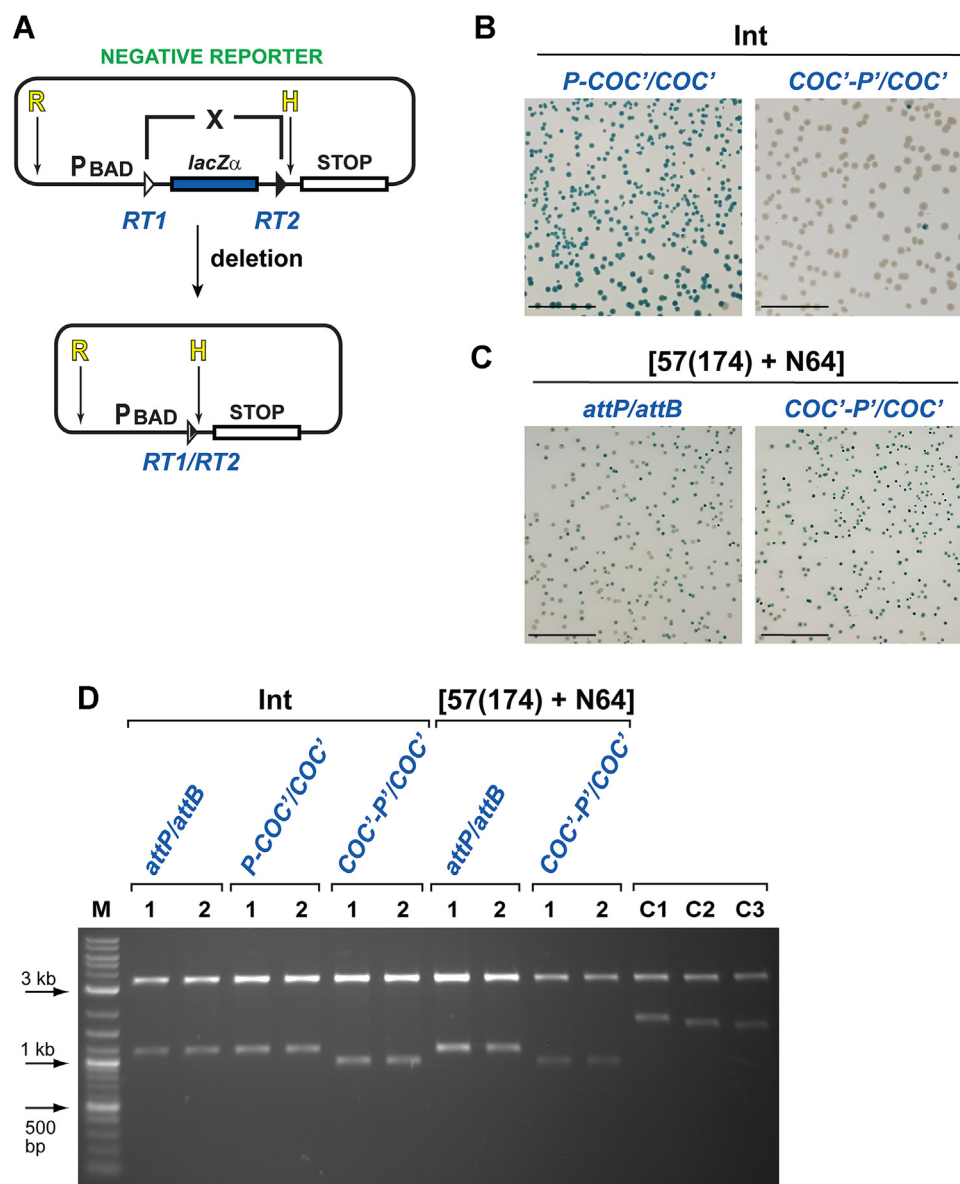 A
NEGATIVE REPORTER
R
H
X
PBAD
lacZα
STOP
RT1
RT2
deletion
R
H
PBAD
STOP
RT1/RT2
B
Int
P-COC’/COC’
COC’-P’/COC’
C
[57(174) + N64]
attP/attB
COC’-P’/COC’
D
Int
[57(174) + N64]
attP/attB
P-COC’/COC’
COC’-P’/COC’
attP/attB
COC’-P’/COC’
M 1 2 1 2 1 2 1 2 1 2 C1 C2 C3
3 kb
1 kb
500
bp